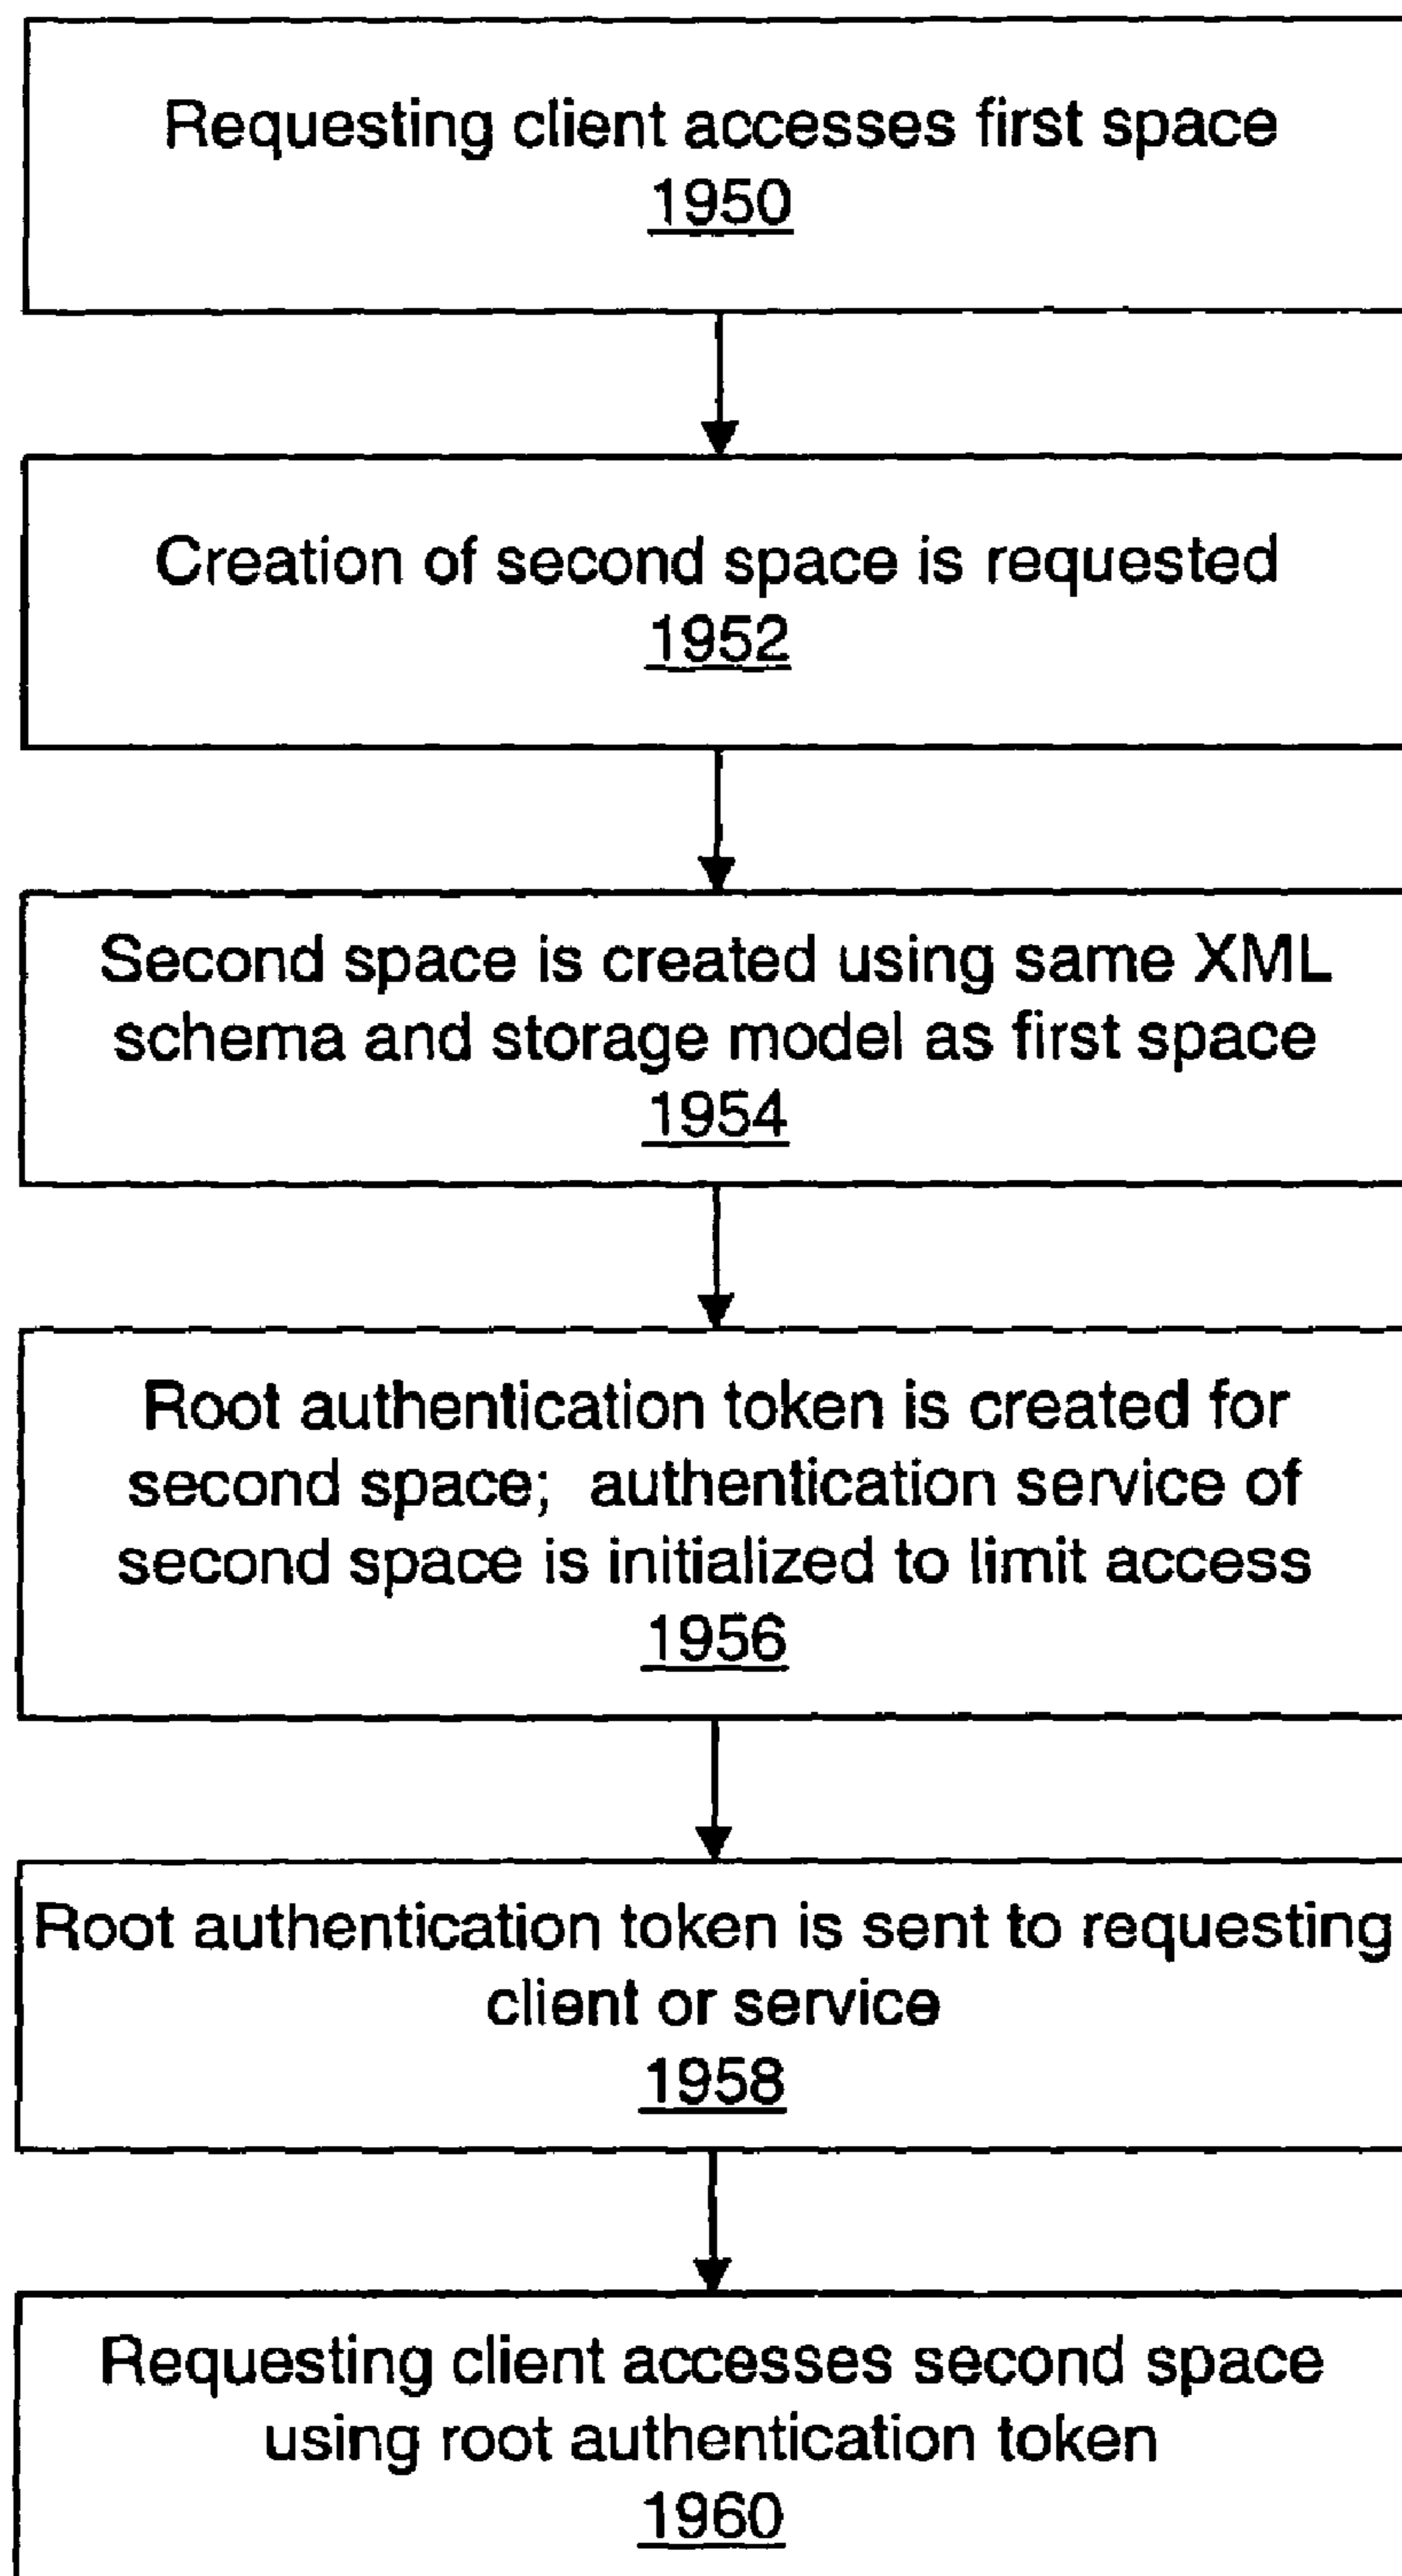 Requesting client accesses first space
1950
Creation of second space is requested
1952
Second space is created using same XML
schema and storage model as first space
1954
Root authentication token is created for
second space; authentication service of
second space is initialized to limit access
1956
Root authentication token is sent to requesting
client or service
1958
Requesting client accesses second space
using root authentication token
1960